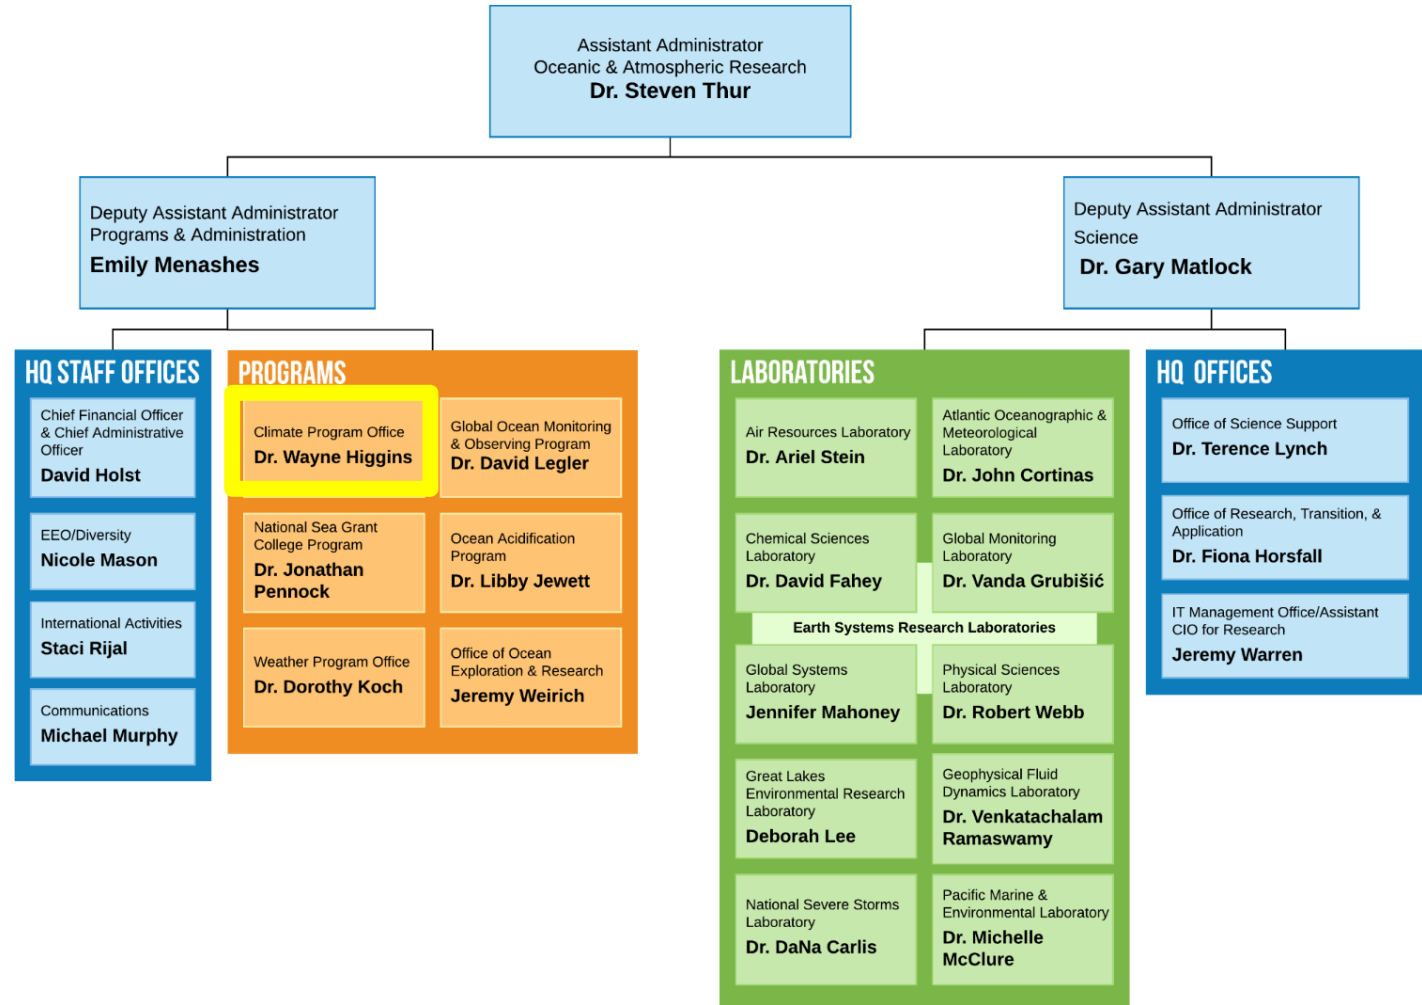 Assistant Administrator
Oceanic & Atmospheric Research
Dr. Steven Thur
Deputy Assistant Administrator
Programs & Administration
Emily Menashes
Deputy Assistant Administrator
Science
Dr. Gary Matlock
HQ STAFF OFFICES
Chief Financial Officer
& Chief Administrative
Officer
David Holst
EEO/Diversity
Nicole Mason
International Activities
Staci Rijal
Communications
Michael Murphy
PROGRAMS
Climate Program Office
Dr. Wayne Higgins
Global Ocean Monitoring
& Observing Program
Dr. David Legler
National Sea Grant
College Program
Dr. Jonathan
Pennock
Ocean Acidification
Program
Dr. Libby Jewett
Weather Program Office
Dr. Dorothy Koch
Office of Ocean
Exploration & Research
Jeremy Weirich
LABORATORIES
Air Resources Laboratory
Dr. Ariel Stein
Atlantic Oceanographic &
Meteorological
Laboratory
Dr. John Cortinas
Chemical Sciences
Laboratory
Dr. David Fahey
Global Monitoring
Laboratory
Dr. Vanda Grubišić
Earth Systems Research Laboratories
Global Systems
Laboratory
Jennifer Mahoney
Physical Sciences
Laboratory
Dr. Robert Webb
Great Lakes
Environmental Research
Laboratory
Deborah Lee
Geophysical Fluid
Dynamics Laboratory
Dr. Venkatachalam
Ramaswamy
National Severe Storms
Laboratory
Dr. DaNa Carlis
Pacific Marine &
Environmental Laboratory
Dr. Michelle
McClure
HQ OFFICES
Office of Science Support
Dr. Terence Lynch
Office of Research, Transition, &
Application
Dr. Fiona Horsfall
IT Management Office/Assistant
CIO for Research
Jeremy Warren